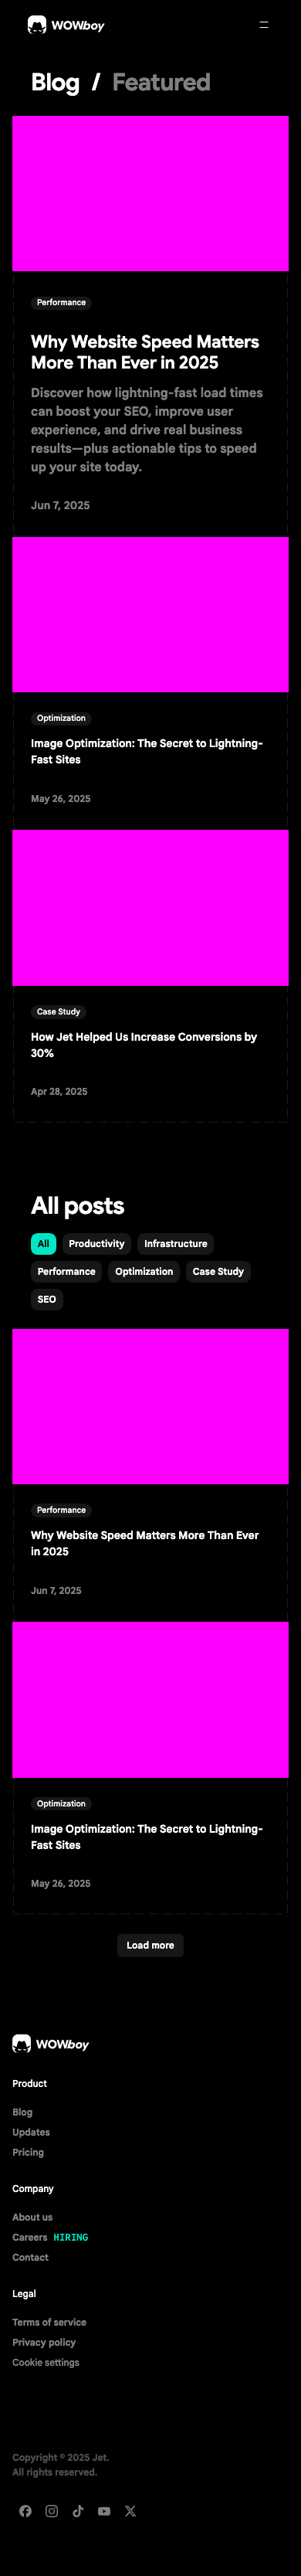 WOWboy
Blog / Featured
Performance
Why Website Speed Matters
More Than Ever in 2025
Discover how lightning-fast load times
can boost your SEO, improve user
experience, and drive real business
results—plus actionable tips to speed
up your site today.
Jun 7, 2025
Optimization
Image Optimization: The Secret to Lightning-
Fast Sites
May 26, 2025
Case Study
How Jet Helped Us Increase Conversions by
30%
Apr 28, 2025
All posts
All Productivity Infrastructure
Performance Optimization Case Study
SEO
Performance
Why Website Speed Matters More Than Ever
in 2025
Jun 7, 2025
Optimization
Image Optimization: The Secret to Lightning-
Fast Sites
May 26, 2025
Load more
WOWboy
Product
Blog
Updates
Pricing
Company
About us
Careers HIRING
Contact
Legal
Terms of service
Privacy policy
Cookie settings
Copyright © 2025 Jet.
All rights reserved.